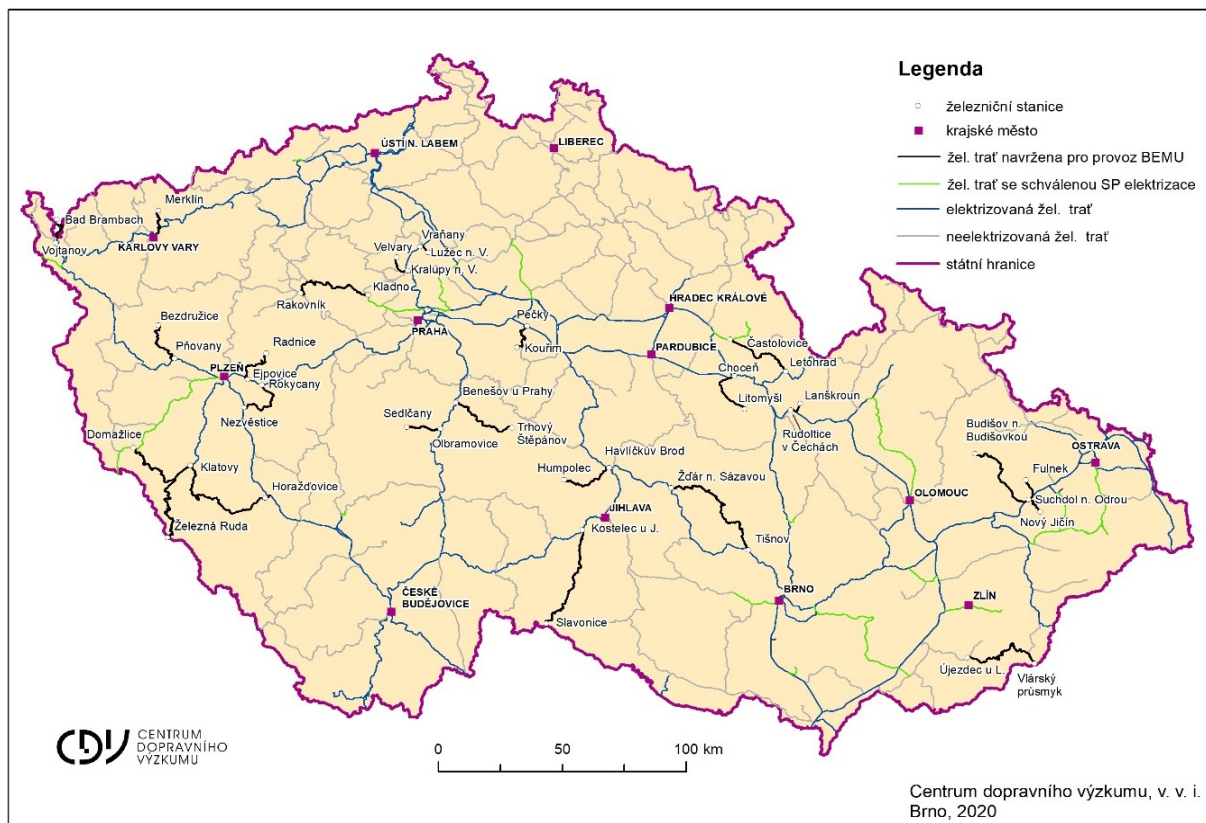 Legenda
železniční stanice
krajské město
žel. trať navržena pro provoz BEMU
žel. trať se schválenou SP elektrizace
elektrizovaná žel. trať
neelektrizovaná žel. trať
státní hranice
ÚSTÍ N. LABEM
LIBEREC
Merklín
Bad Brambach
Vojtanov
KARLOVY VARY
Velvary
Vraňany
Lužec n. V.
Kralupy n. V.
Kladno
Rakovník
HRADEC KRÁLOVÉ
PRAHA
Pečky
Bezdružice
Radnice
Kouřim
PARDUBICE
Častolovice
Pňovany
Ejpovice
Choceň
Letohrad
PLZEŇ
Rokycany
Benešov u Prahy
Litomyšl
Lanškroun
Nezvěstice
Sedlčany
Trhový
Štěpánov
Rudoltice
v Čechách
Budišov n.
Budišovkou
Domažlice
Olbramovice
OSTRAVA
Klatovy
Humpolec
Havlíčkův Brod
Žďár n. Sázavou
Fulnek
Horažďovice
OLOMOUC
Suchdol n. Odrou
Železná Ruda
JIHLAVA
Nový Jičín
Kostelec u J.
Tišnov
ČESKÉ
BUDĚJOVICE
BRNO
ZLÍN
Slavonice
Újezdec u L.
Vlárský
průsmyk
CDV CENTRUM
DOPRAVNÍHO
VÝZKUMU
0 50 100 km
Centrum dopravního výzkumu, v. v. i.
Brno, 2020